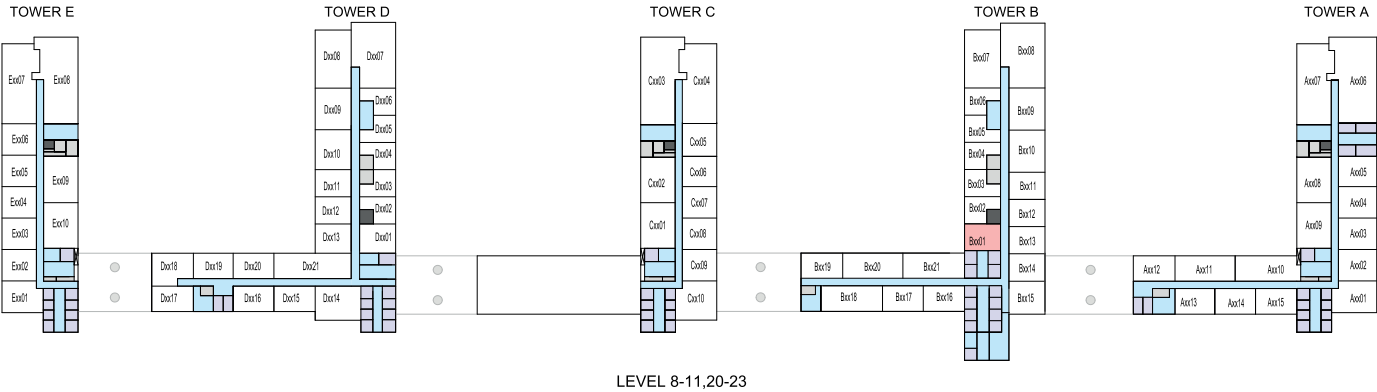 TOWER E
TOWER D
TOWER C
TOWER B
TOWER A
Exx07
Exx08
Exx06
Exx05
Exx09
Exx04
Exx03
Exx10
Exx02
Exx01
Dxx08
Dxx07
Dxx09
Dxx06
Dxx05
Dxx10
Dxx04
Dxx11
Dxx03
Dxx12
Dxx02
Dxx13
Dxx01
Dxx18
Dxx19
Dxx20
Dxx21
Dxx17
Dxx16
Dxx15
Dxx14
Cxx03
Cxx04
Cxx05
Cxx06
Cxx02
Cxx07
Cxx01
Cxx08
Cxx09
Cxx10
Bxx07
Bxx08
Bxx06
Bxx09
Bxx05
Bxx04
Bxx10
Bxx03
Bxx11
Bxx02
Bxx12
Bxx01
Bxx13
Bxx19
Bxx20
Bxx21
Bxx14
Bxx18
Bxx17
Bxx16
Bxx15
Axx07
Axx06
Axx05
Axx08
Axx04
Axx09
Axx03
Axx12
Axx11
Axx10
Axx02
Axx13
Axx14
Axx15
Axx01
LEVEL 8-11,20-23